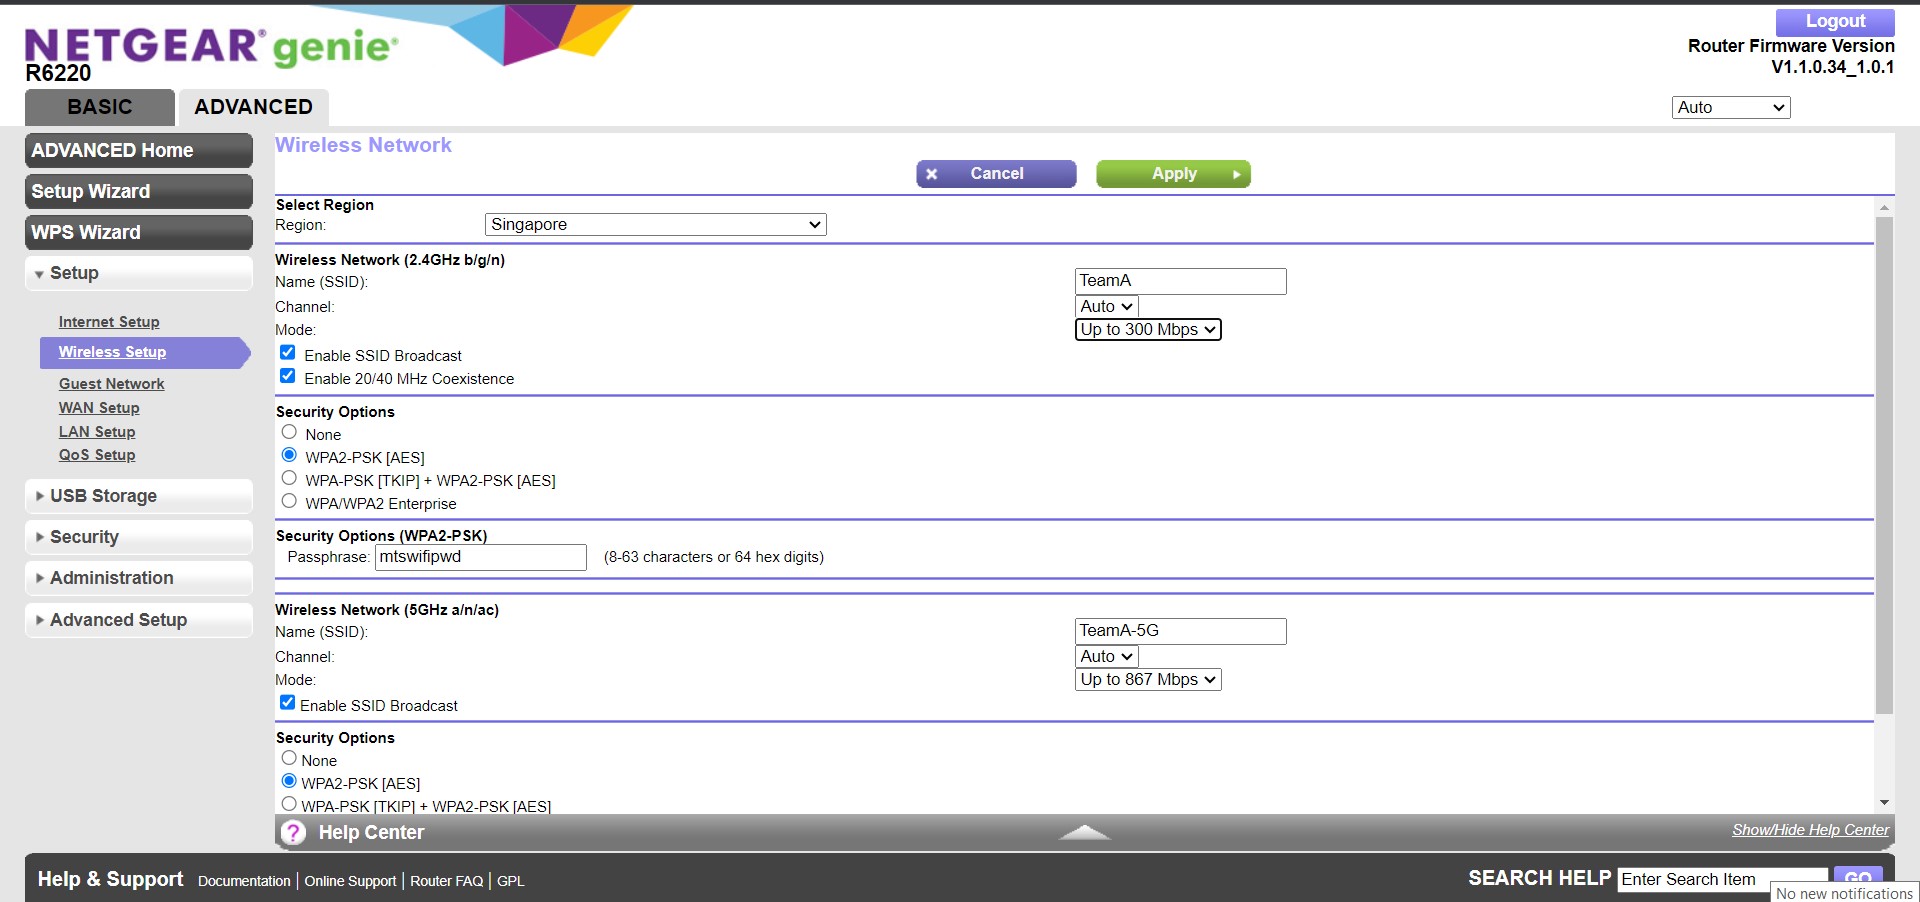 NETGEAR® genie®
R6220
Logout
Router Firmware Version
V1.1.0.34_1.0.1
BASIC
ADVANCED
Auto
ADVANCED Home
Setup Wizard
WPS Wizard
Setup
Internet Setup
Wireless Setup
Guest Network
WAN Setup
LAN Setup
QoS Setup
USB Storage
Security
Administration
Advanced Setup
Wireless Network
Cancel
Apply
Select Region
Region: Singapore
Wireless Network (2.4GHz b/g/n)
Name (SSID): TeamA
Channel: Auto
Mode: Up to 300 Mbps
Enable SSID Broadcast
Enable 20/40 MHz Coexistence
Security Options
None
WPA2-PSK [AES]
WPA-PSK [TKIP] + WPA2-PSK [AES]
WPA/WPA2 Enterprise
Security Options (WPA2-PSK)
Passphrase: mtswifipwd (8-63 characters or 64 hex digits)
Wireless Network (5GHz a/n/ac)
Name (SSID): TeamA-5G
Channel: Auto
Mode: Up to 867 Mbps
Enable SSID Broadcast
Security Options
None
WPA2-PSK [AES]
WPA-PSK [TKIP] + WPA2-PSK [AES]
? Help Center
Show/Hide Help Center
Help & Support Documentation | Online Support | Router FAQ | GPL
SEARCH HELP Enter Search Item GO
No new notifications